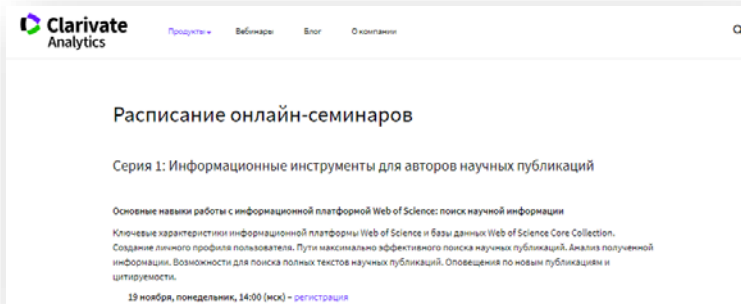 Clarivate
Analytics
Продукты Вебинары Блог О компании
Расписание онлайн-семинаров
Серия 1: Информационные инструменты для авторов научных публикаций
Основные навыки работы с информационной платформой Web of Science: поиск научной информации
Ключевые характеристики информационной платформы Web of Science и базы данных Web of Science Core Collection.
Создание личного профиля пользователя. Пути максимально эффективного поиска научных публикаций. Анализ полученной
информации. Возможности для поиска полных текстов научных публикаций. Оповещения по новым публикациям и
цитируемости.
19 ноября, понедельник, 14:00 (мск) – регистрация